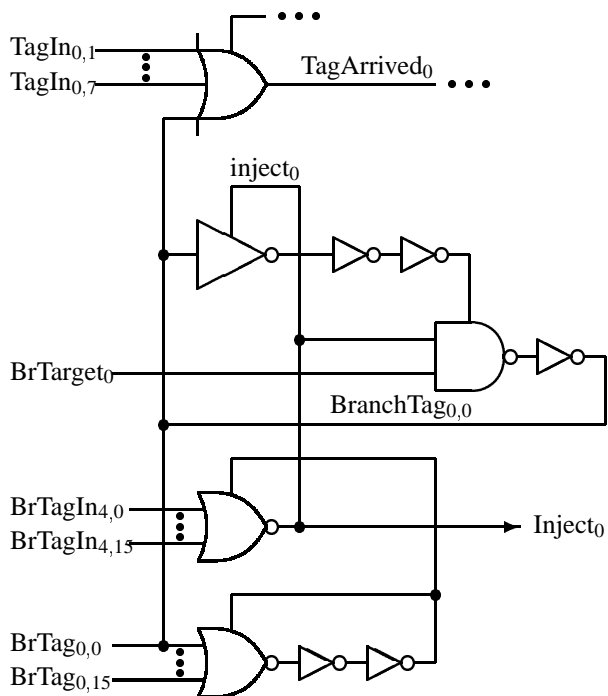 TagIn0,1
TagIn0,7
TagArrived0
inject0
BrTarget0
BranchTag0,0
BrTagIn4,0
BrTagIn4,15
Inject0
BrTag0,0
BrTag0,15